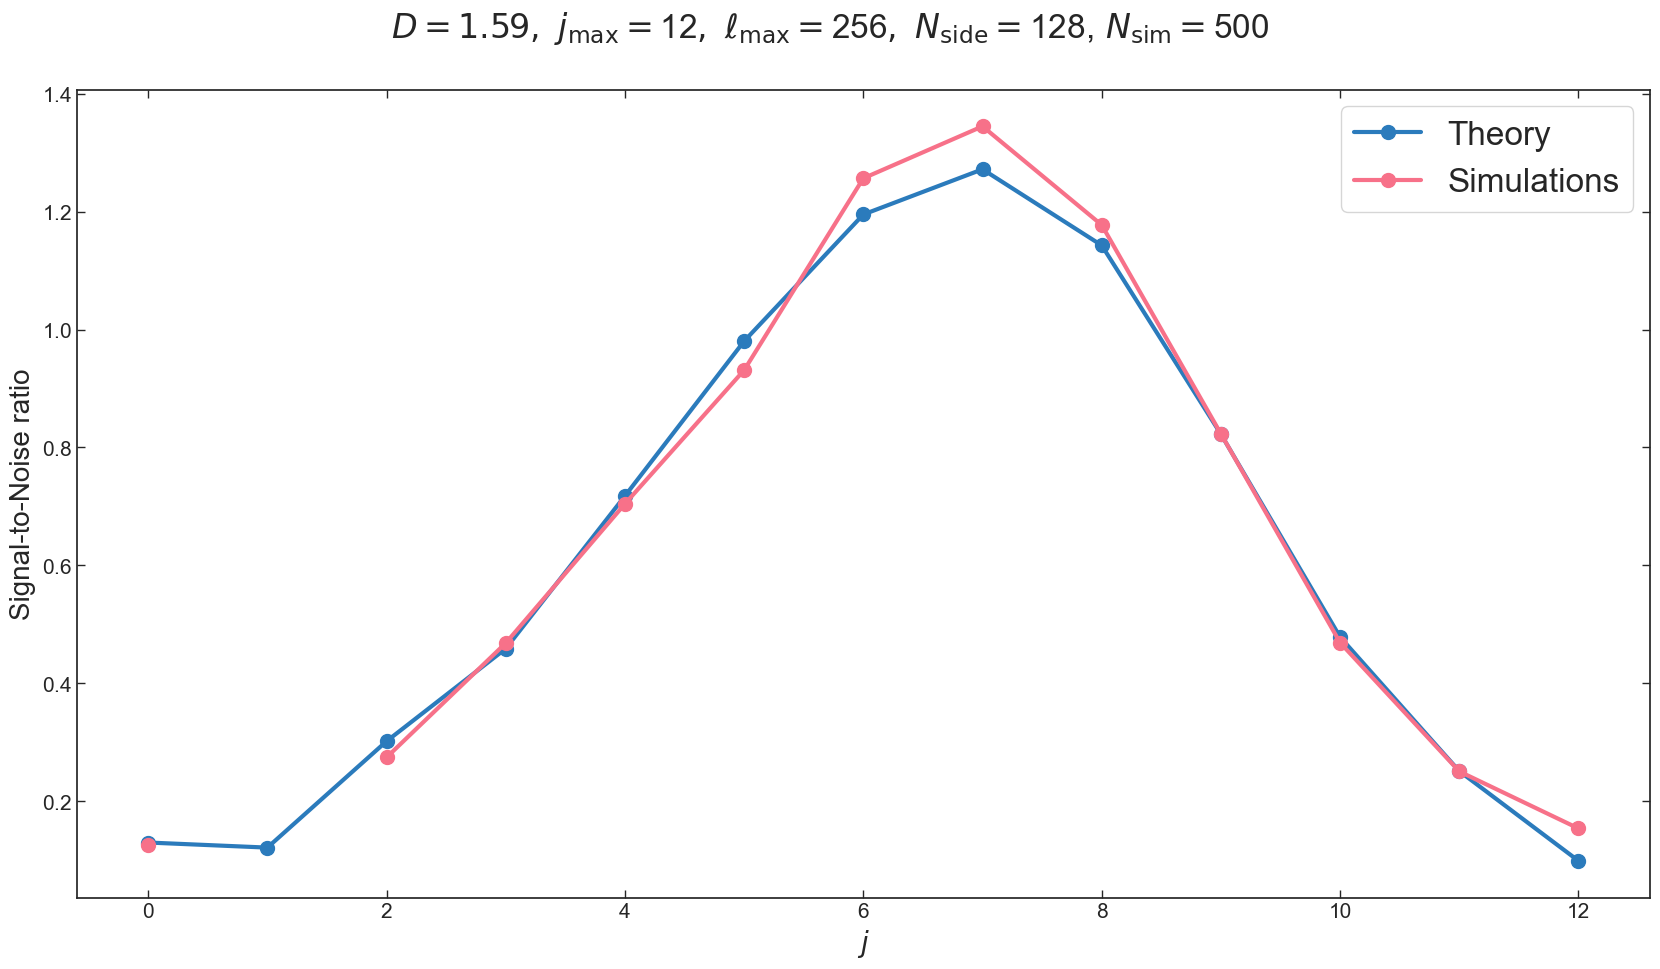 D = 1.59, j_max = 12, ℓ_max = 256, N_side = 128, N_sim = 500
1.4
1.2
1.0
0.8
0.6
0.4
0.2
Signal-to-Noise ratio
Theory
Simulations
0 2 4 6 8 10 12
j